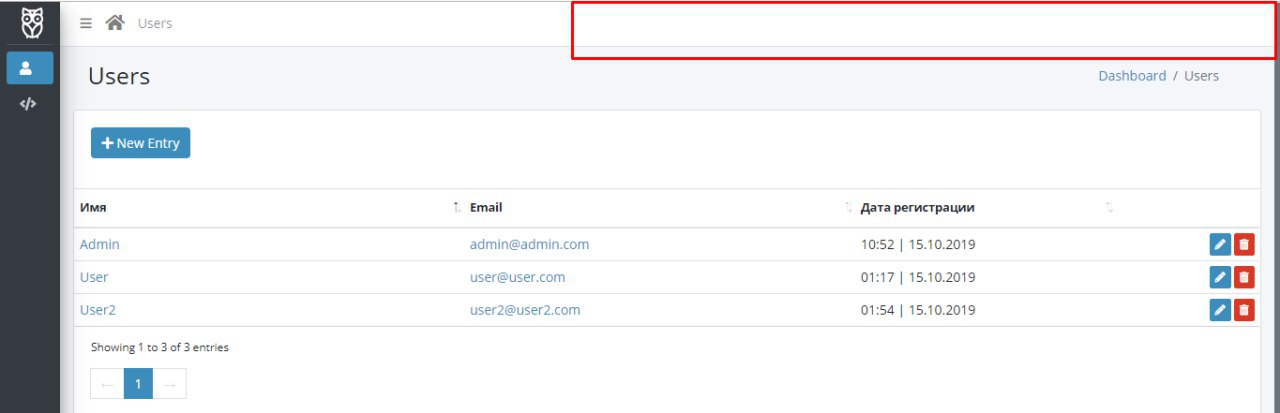 Users
Users
Dashboard / Users
+ New Entry
Имя Email Дата регистрации
Admin admin@admin.com 10:52 | 15.10.2019
User user@user.com 01:17 | 15.10.2019
User2 user2@user2.com 01:54 | 15.10.2019
Showing 1 to 3 of 3 entries
← 1 →